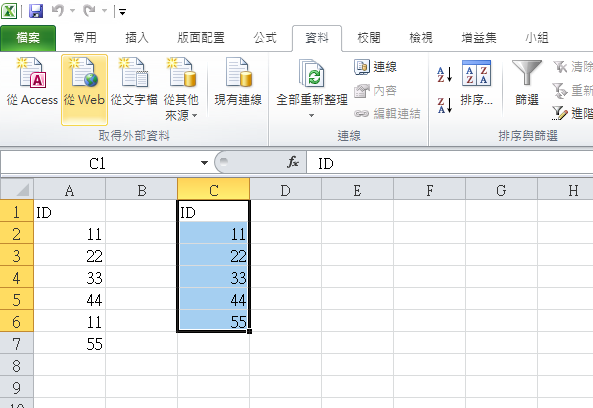 檔案 常用 插入 版面配置 公式 資料 校閱 檢視 增益集 小組
從 Access 從 Web 從文字檔 從其他來源 現有連線 全部重新整理 連線 內容 編輯連結 排序... 篩選 清除 重新 進階
取得外部資料 連線 排序與篩選
C1 fx ID
A B C D E F G H
1 ID ID
2 11 11
3 22 22
4 33 33
5 44 44
6 11 55
7 55
8
9